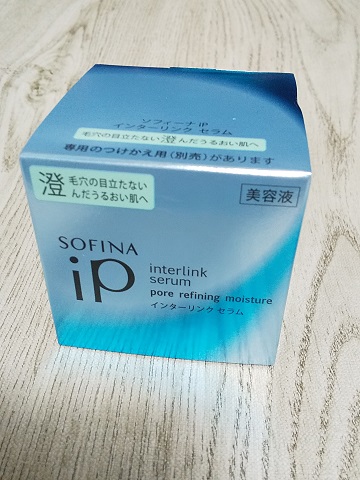 ソフィーナ iP
インターリンク セラム
毛穴の目立たない澄んだうるおい肌へ
専用のつけかえ用(別売)があります
澄 毛穴の目立たない
んだうるおい肌へ
美容液
SOFINA
iP
interlink
serum
pore refining moisture
インターリンク セラム